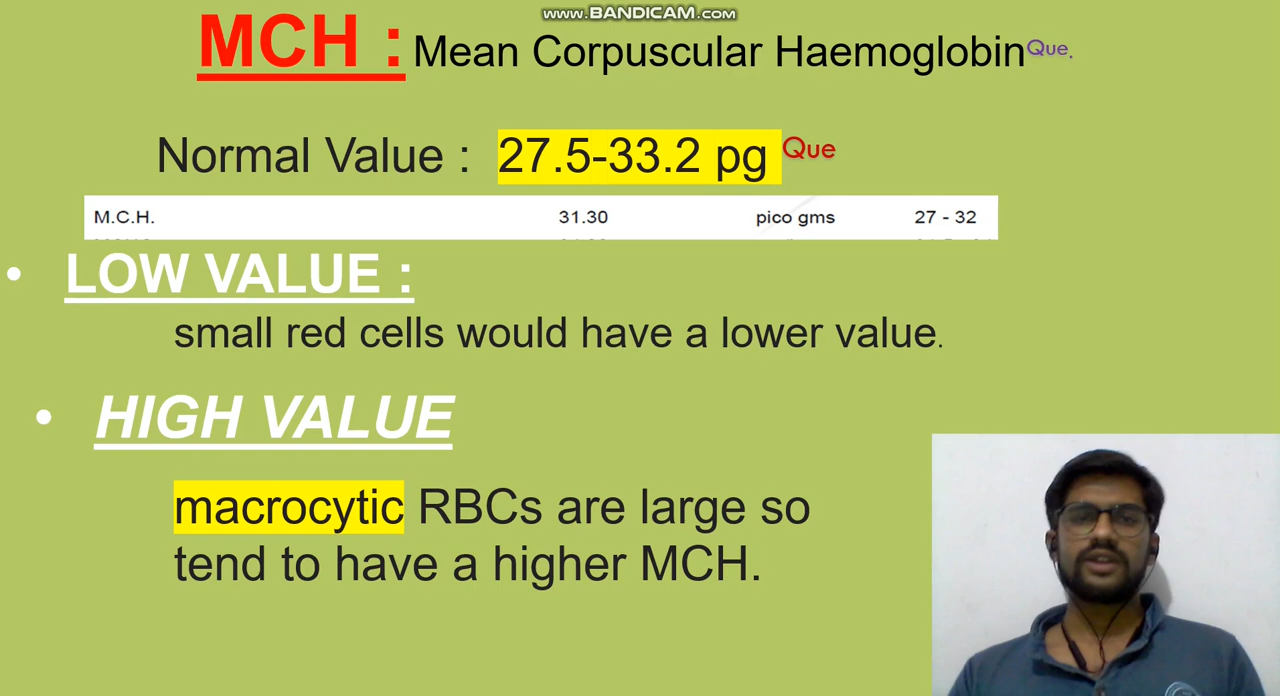 www.BANDICAM.com
MCH : Mean Corpuscular Haemoglobin Que.
Normal Value : 27.5-33.2 pg Que
M.C.H. 31.30 pico gms 27 - 32
• LOW VALUE :
small red cells would have a lower value.
• HIGH VALUE
macrocytic RBCs are large so
tend to have a higher MCH.